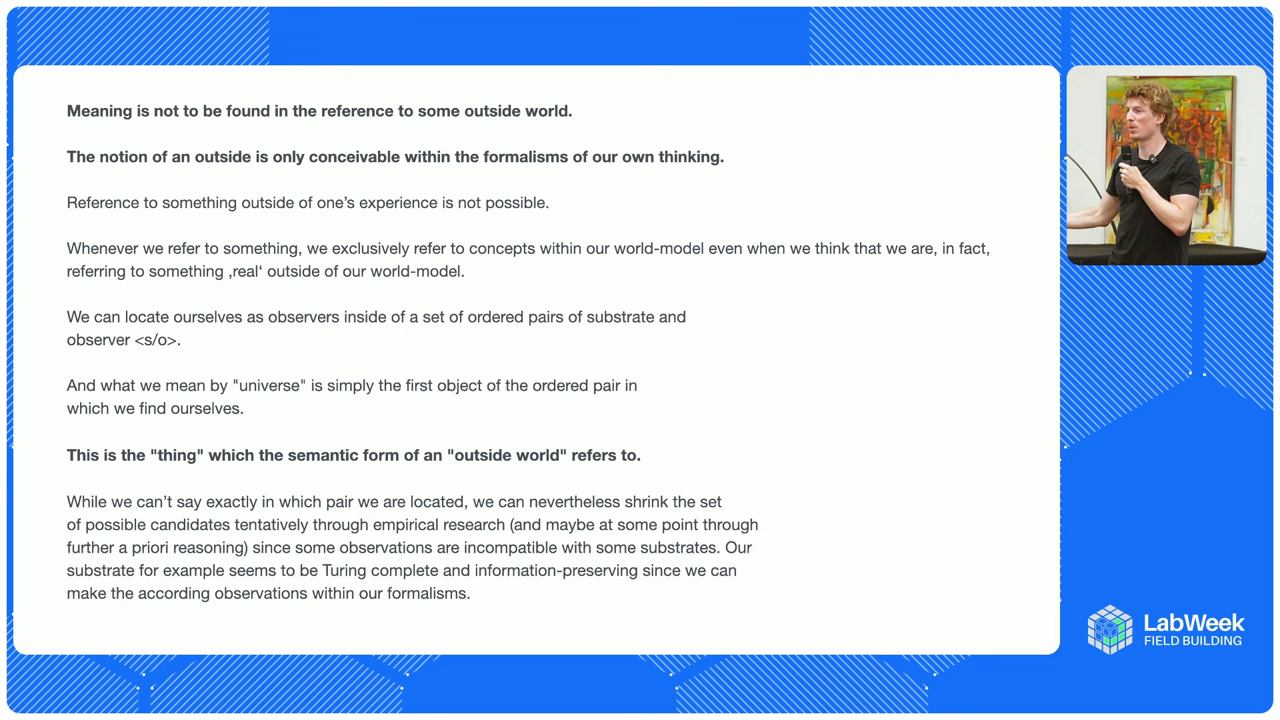 Meaning is not to be found in the reference to some outside world.
The notion of an outside is only conceivable within the formalisms of our own thinking.
Reference to something outside of one’s experience is not possible.
Whenever we refer to something, we exclusively refer to concepts within our world-model even when we think that we are, in fact,
referring to something ‚real‘ outside of our world-model.
We can locate ourselves as observers inside of a set of ordered pairs of substrate and
observer <s/o>.
And what we mean by "universe" is simply the first object of the ordered pair in
which we find ourselves.
This is the "thing" which the semantic form of an "outside world" refers to.
While we can’t say exactly in which pair we are located, we can nevertheless shrink the set
of possible candidates tentatively through empirical research (and maybe at some point through
further a priori reasoning) since some observations are incompatible with some substrates. Our
substrate for example seems to be Turing complete and information-preserving since we can
make the according observations within our formalisms.
LabWeek
FIELD BUILDING